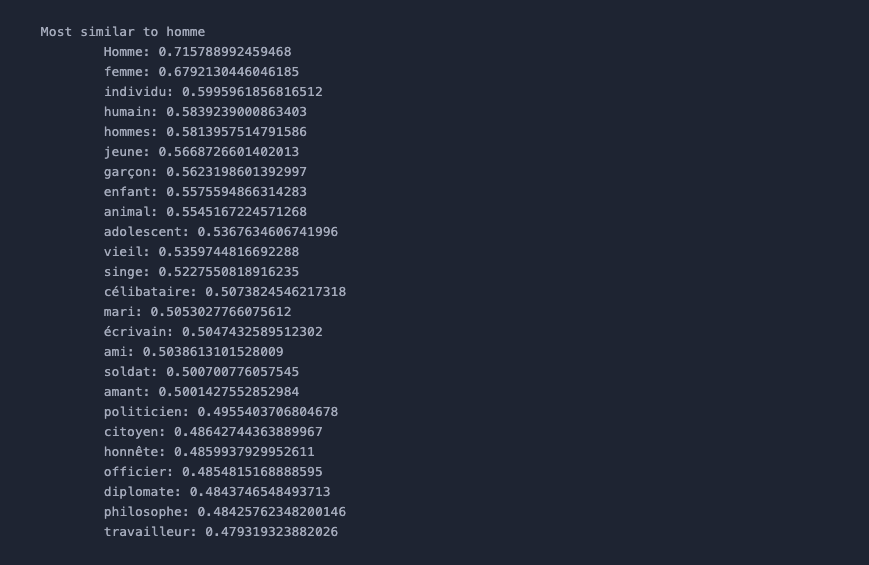 Most similar to homme
Homme: 0.715788992459468
femme: 0.6792130446046185
individu: 0.5995961856816512
humain: 0.5839239000863403
hommes: 0.5813957514791586
jeune: 0.5668726601402013
garçon: 0.5623198601392997
enfant: 0.5575594866314283
animal: 0.5545167224571268
adolescent: 0.5367634606741996
vieil: 0.5359744816692288
singe: 0.5227550818916235
célibataire: 0.5073824546217318
mari: 0.5053027766075612
écrivain: 0.5047432589512302
ami: 0.5038613101528009
soldat: 0.500700776057545
amant: 0.5001427552852984
politicien: 0.4955403706804678
citoyen: 0.48642744363889967
honnête: 0.4859937929952611
officier: 0.4854815168888595
diplomate: 0.4843746548493713
philosophe: 0.48425762348200146
travailleur: 0.479319323882026